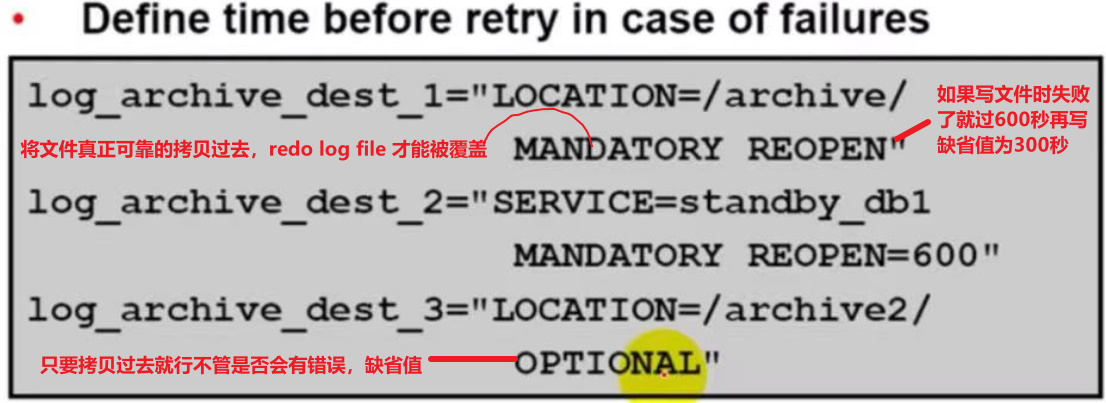 • Define time before retry in case of failures
log_archive_dest_1="LOCATION=/archive/
如果写文件时失败
了就过600秒再写
缺省值为300秒
将文件真正可靠的拷贝过去，redo log file 才能被覆盖
MANDATORY REOPEN"
log_archive_dest_2="SERVICE=standby_db1
MANDATORY REOPEN=600"
log_archive_dest_3="LOCATION=/archive2/
只要拷贝过去就行不管是否会有错误，缺省值
OPTIONAL"